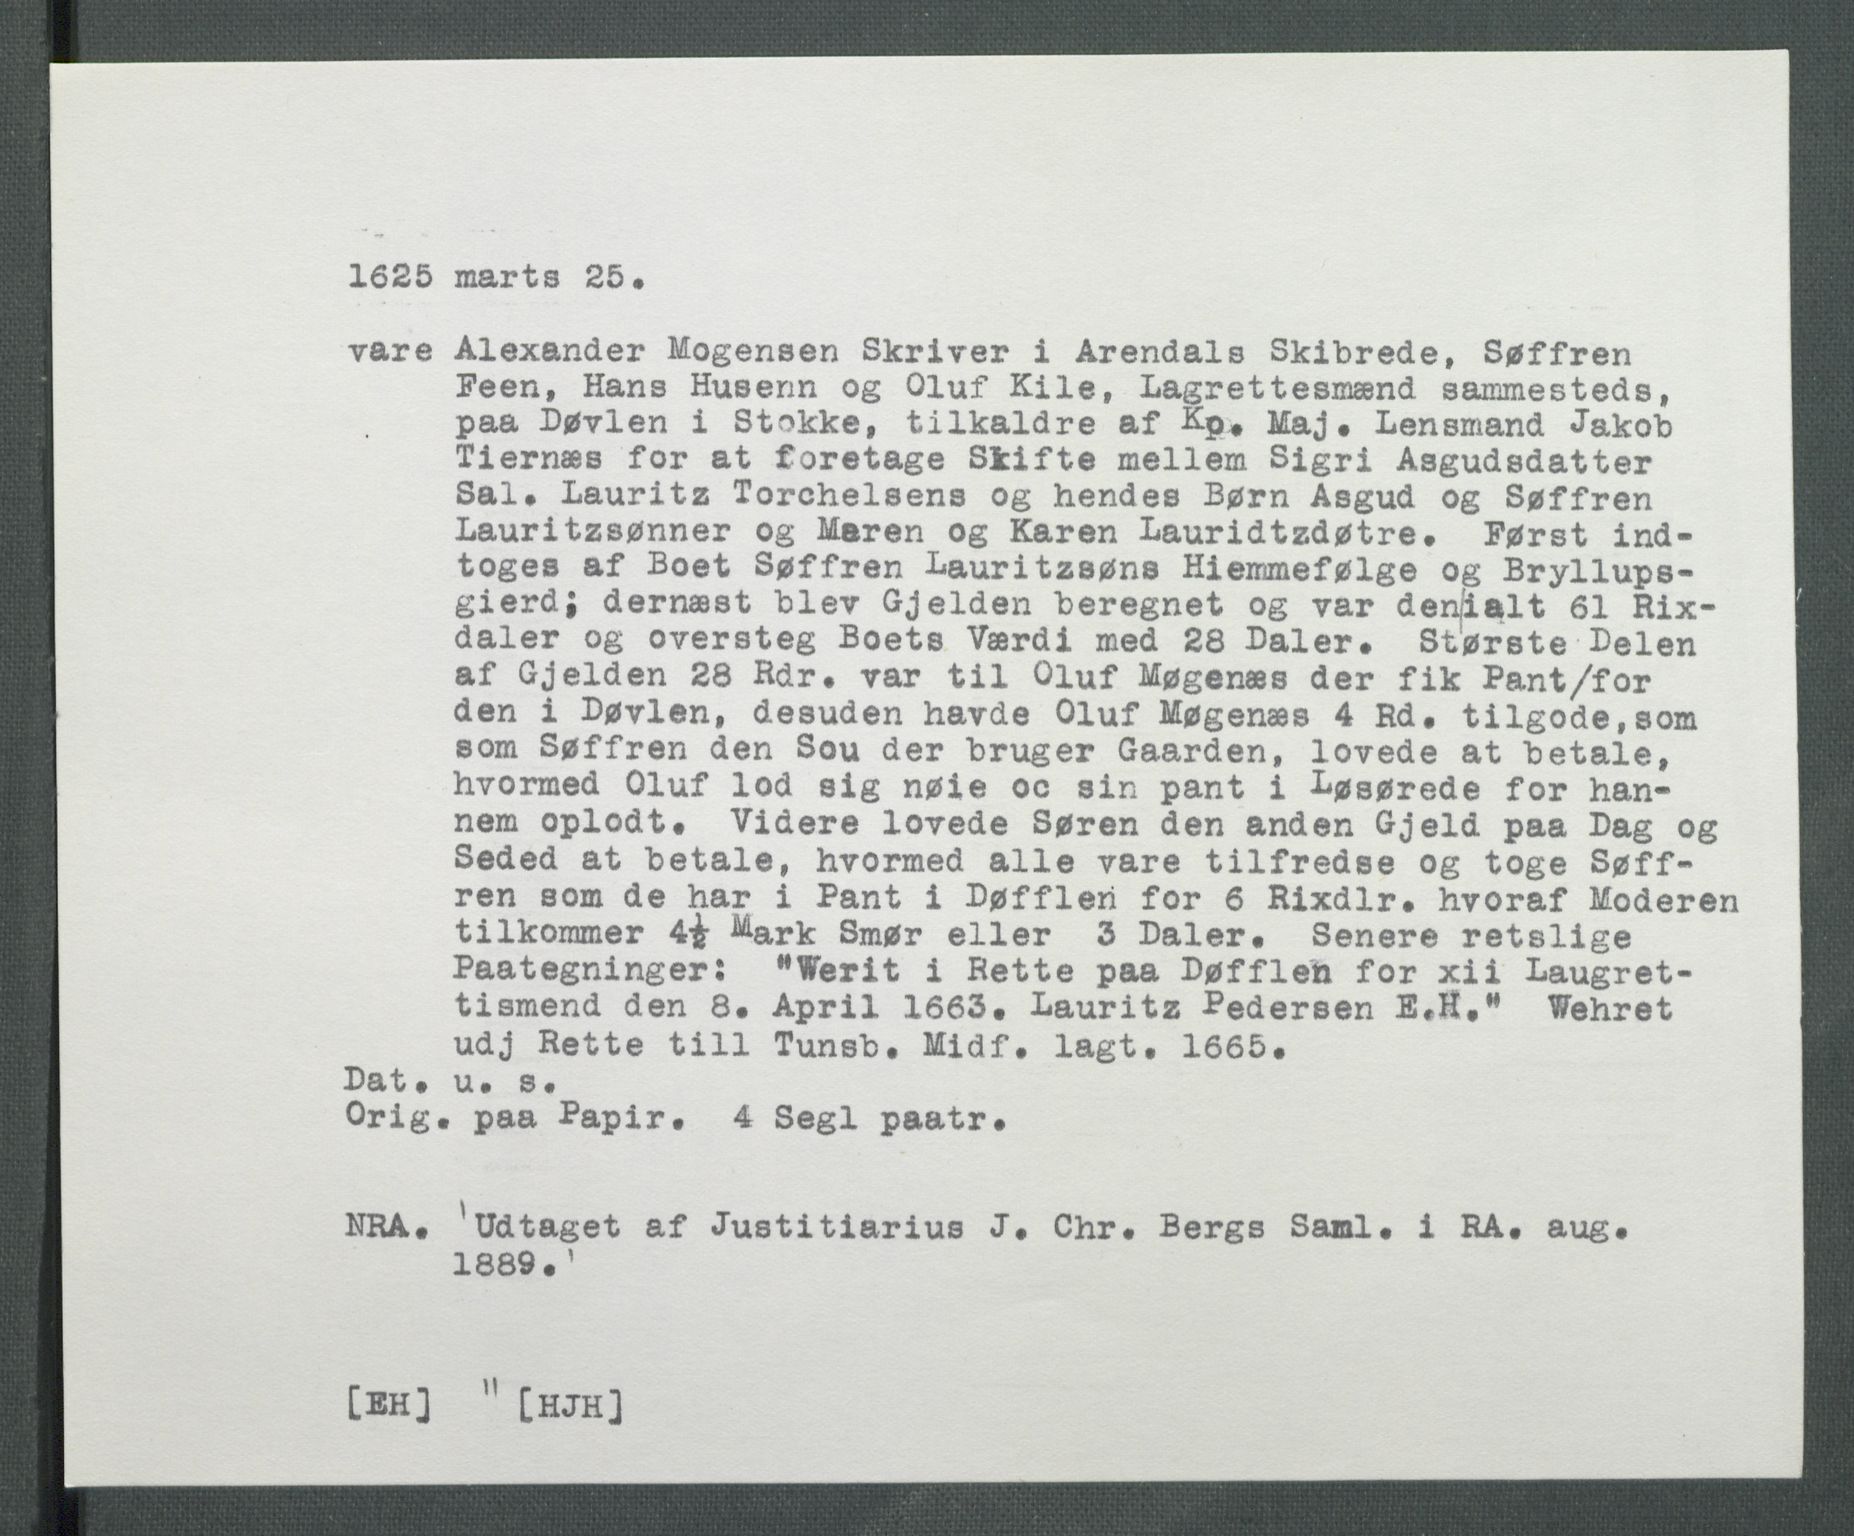 1625 marts 25.
vare Alexander Mogensen Skriver i Arendals Skibrede, Søffren
Feen, Hans Husenn og Oluf Kile, Lagrettesmænd sammesteds,
paa Døvlen i Stokke, tilkaldre af Ko. Maj. Lensmand Jakob
Tiernæs for at foretage Skifte mellem Sigri Asgudsdatter
Sal. Lauritz Torchelsens og hendes Børn Asgud og Søffren
Lauritzsønner og Maren og Karen Lauridtzdøtre. Først ind-
toges af Boet Søffren Lauritzsøns Hiemmefølge og Bryllups-
gierd; dernæst blev Gjelden beregnet og var den|ialt 61 Rix-
daler og oversteg Boets Værdi med 28 Daler. Største Delen
af Gjelden 28 Rdr. var til Oluf Møgenæs der fik Pant/for
den i Døvlen, desuden havde Oluf Møgenæs 4 Rd. tilgode,som
som Søffren den Sou der bruger Gaarden, lovede at betale,
hvormed Oluf lod sig nøie oc sin pant i Løsørede for han-
nem oplodt. Videre lovede Søren den anden Gjeld paa Dag og
Seded at betale, hvormed alle vare tilfredse og toge Søff-
ren som de har i Pant i Døfflen for 6 Rixdlr. hvoraf Moderen
tilkommer 4½ Mark Smør eller 3 Daler. Senere retslige
Paategninger: "Werit i Rette paa Døfflen for xii Laugret-
tismend den 8. April 1663. Lauritz Pedersen E.H." Wehret
udj Rette till Tunsb. Midf. lagt. 1665.
Dat. u. s.
Orig. paa Papir. 4 Segl paatr.
NRA. 'Udtaget af Justitiarius J. Chr. Bergs Saml. i RA. aug.
1889.'
[EH] " [HJH]